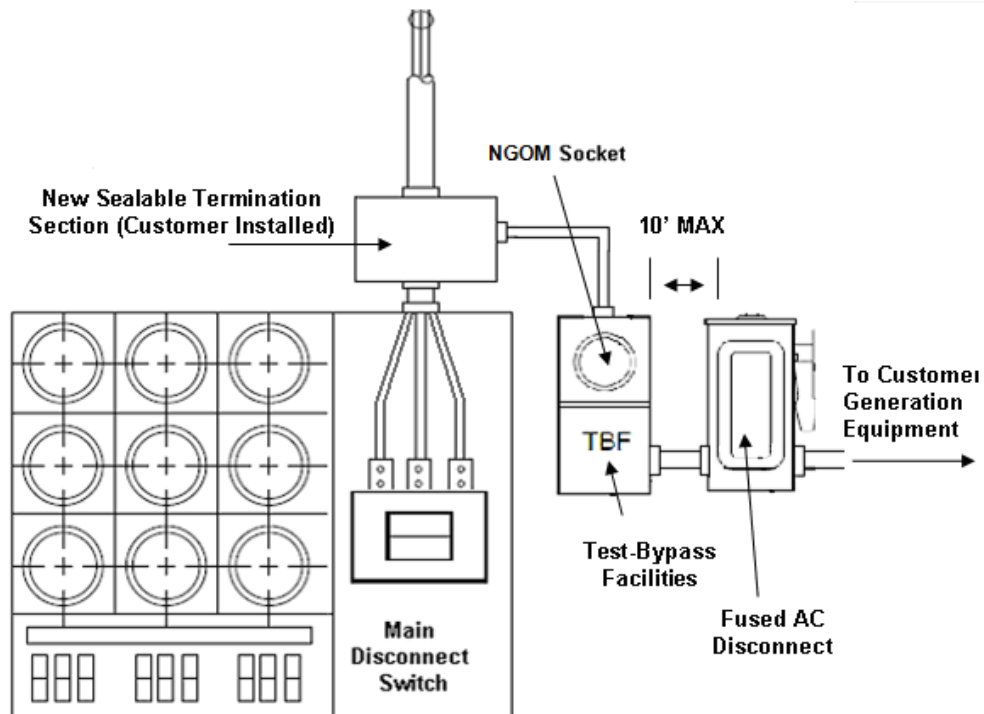 NGOM Socket
New Sealable Termination
Section (Customer Installed)
10' MAX
To Customer
Generation
Equipment
TBF
Test-Bypass
Facilities
Fused AC
Disconnect
Main
Disconnect
Switch